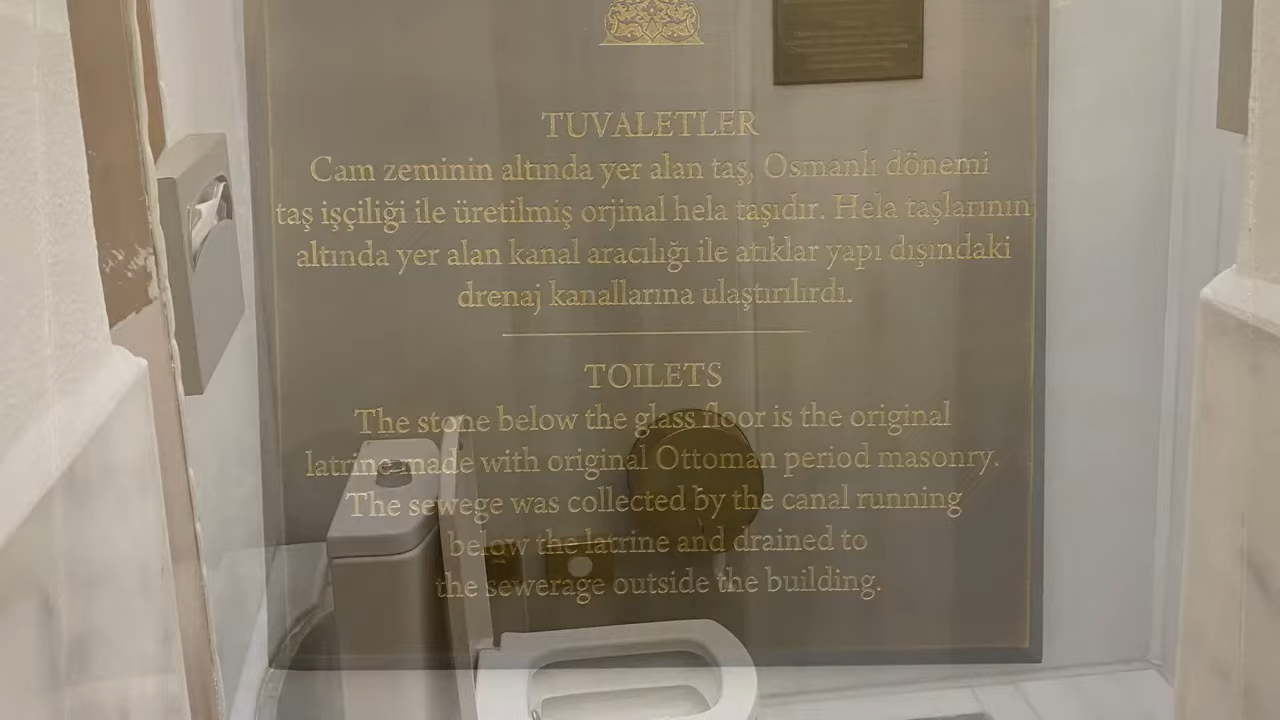 TUVALETLER
Cam zeminin altında yer alan taş, Osmanlı dönemi
taş işçiliği ile üretilmiş orjinal hela taşıdır. Hela taşlarının
altında yer alan kanal aracılığı ile atıklar yapı dışındaki
drenaj kanallarına ulaştırılırdı.
TOILETS
The stone below the glass floor is the original
latrine made with original Ottoman period masonry.
The sewege was collected by the canal running
below the latrine and drained to
the sewerage outside the building.